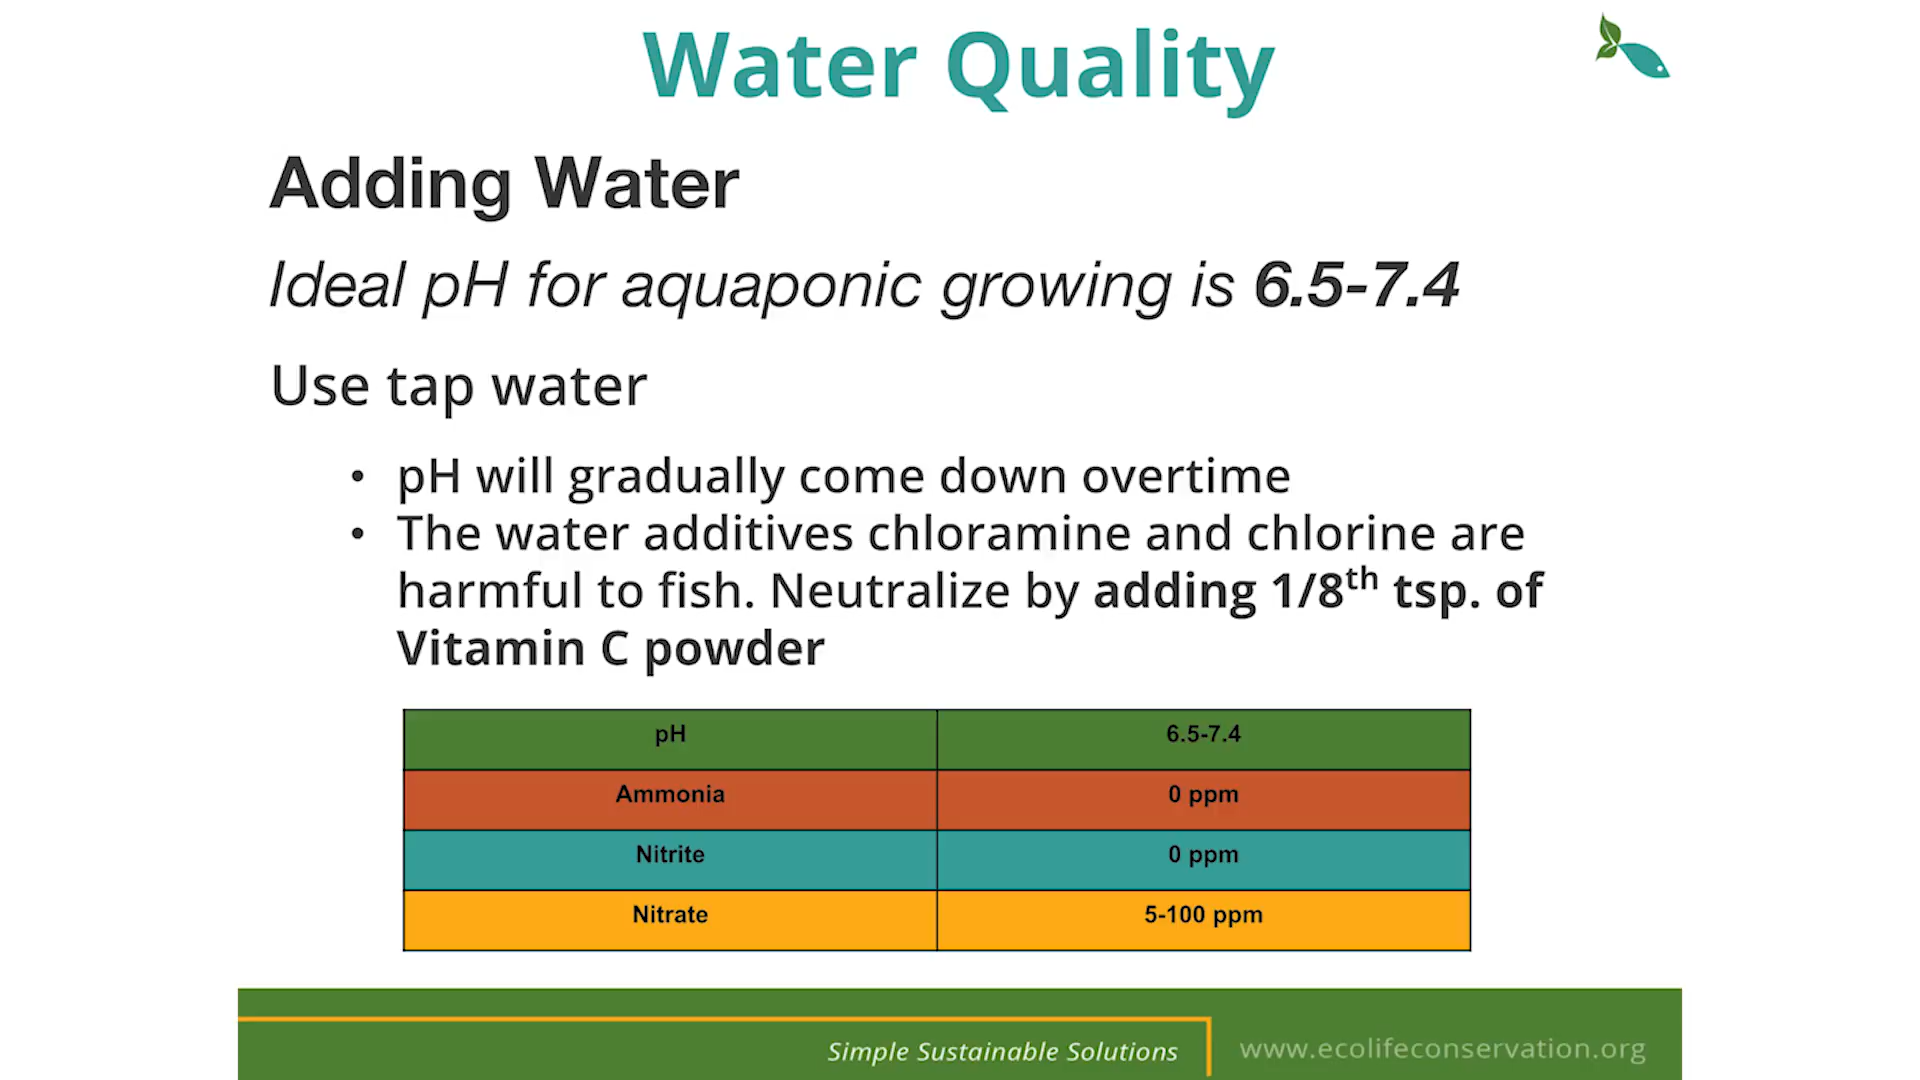 Water Quality
Adding Water
Ideal pH for aquaponic growing is 6.5-7.4
Use tap water
• pH will gradually come down overtime
• The water additives chloramine and chlorine are
harmful to fish. Neutralize by adding 1/8th tsp. of
Vitamin C powder
pH 6.5-7.4
Ammonia 0 ppm
Nitrite 0 ppm
Nitrate 5-100 ppm
Simple Sustainable Solutions www.ecolifeconservation.org